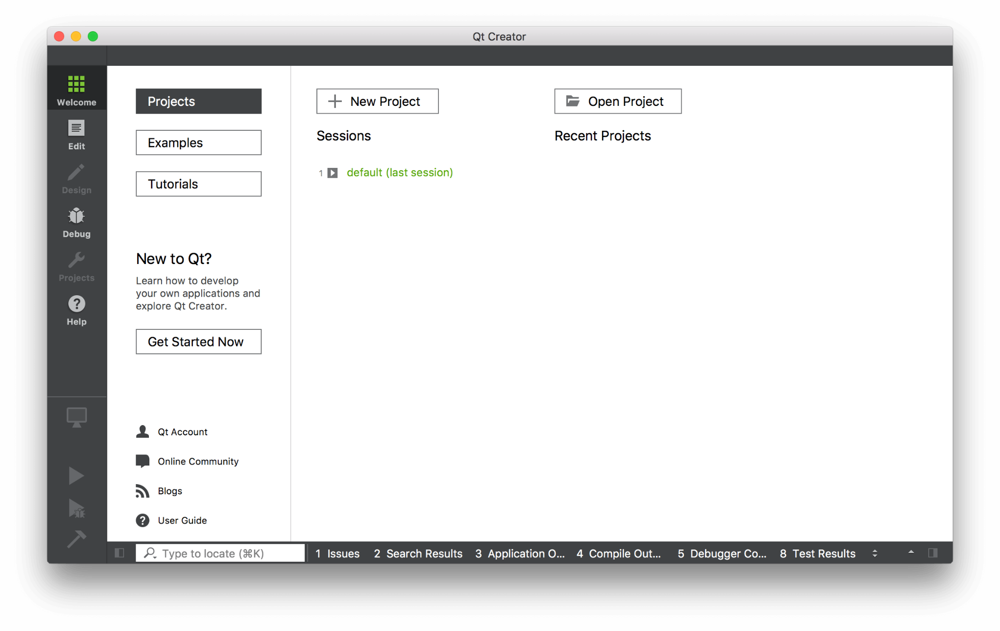 Qt Creator
Welcome
Edit
Design
Debug
Projects
Help
Projects
Examples
Tutorials
New to Qt?
Learn how to develop
your own applications and
explore Qt Creator.
Get Started Now
Qt Account
Online Community
Blogs
User Guide
New Project
Sessions
1 default (last session)
Open Project
Recent Projects
Type to locate (⌘K)
1 Issues 2 Search Results 3 Application O... 4 Compile Out... 5 Debugger Co... 8 Test Results